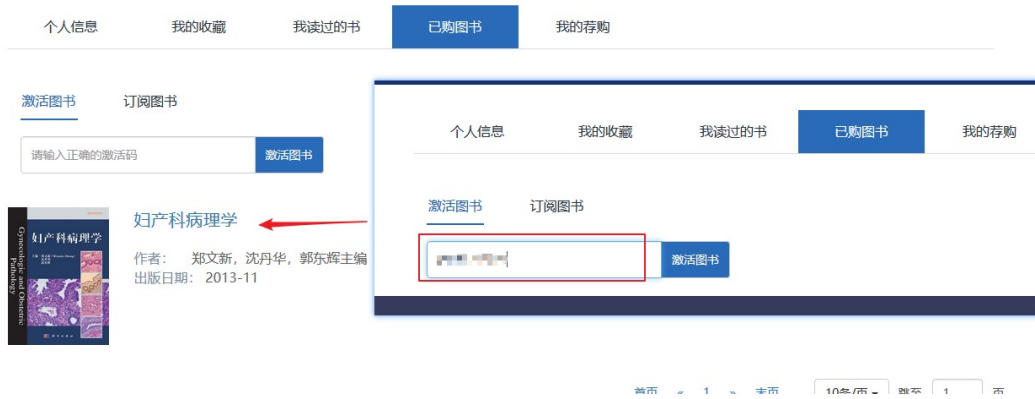 个人信息 我的收藏 我读过的书 已购图书 我的荐购
激活图书 订阅图书
请输入正确的激活码 激活图书
妇产科病理学
作者： 郑文新，沈丹华，郭东辉主编
出版日期： 2013-11
妇产科病理学
Gynecologic and Obstetric
Pathology
个人信息 我的收藏 我读过的书 已购图书 我的荐购
激活图书 订阅图书
激活图书
首页 « 1 » 末页 10条/页 跳至 1 页